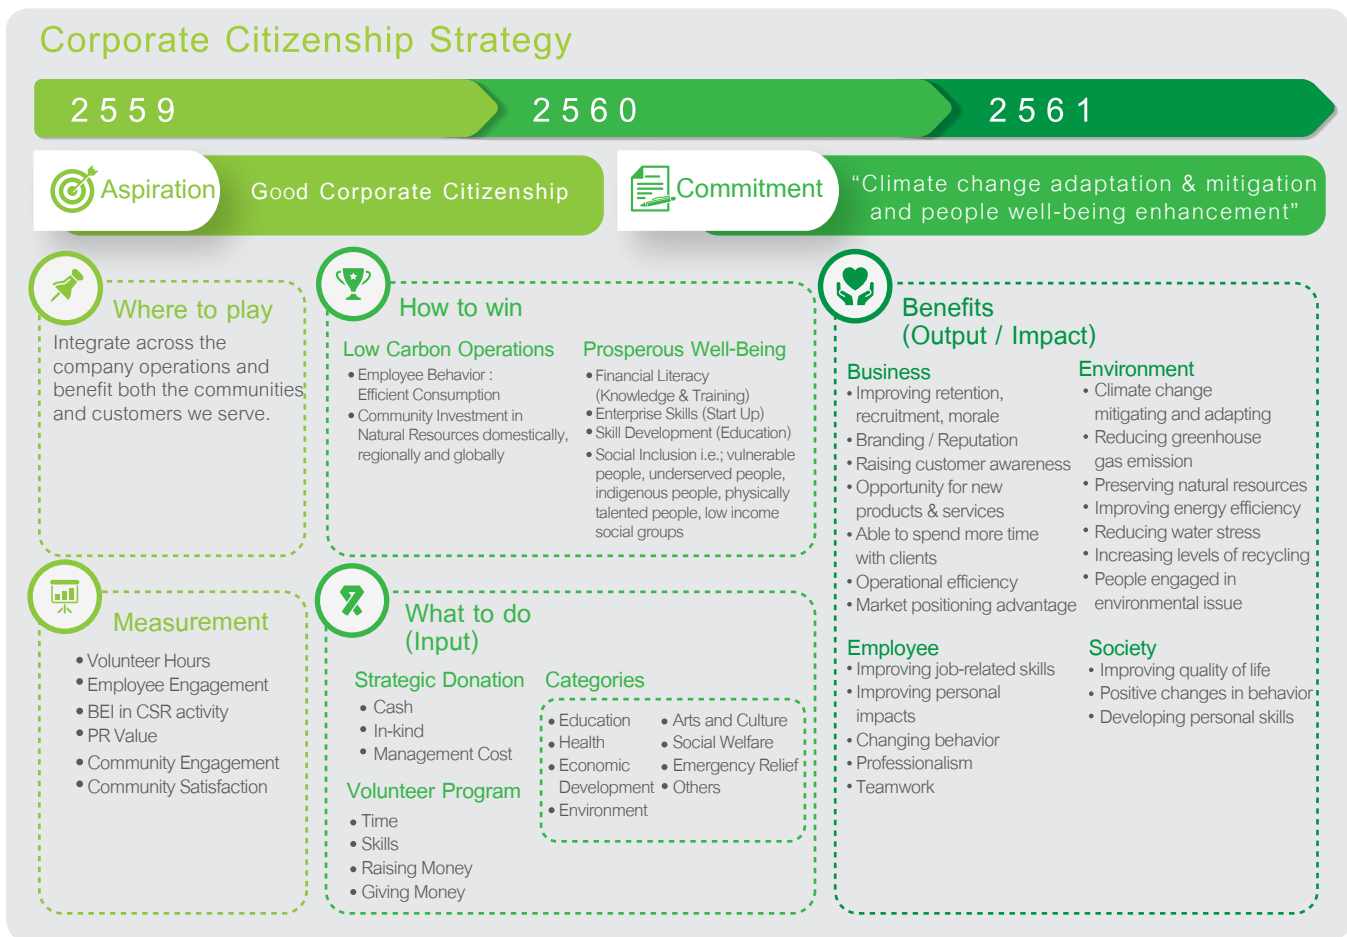 Corporate Citizenship Strategy
2559
2560
2561
Aspiration
Good Corporate Citizenship
Commitment
“Climate change adaptation & mitigation
and people well-being enhancement”
Where to play
Integrate across the
company operations and
benefit both the communities
and customers we serve.
How to win
Low Carbon Operations
• Employee Behavior :
Efficient Consumption
• Community Investment in
Natural Resources domestically,
regionally and globally
Prosperous Well-Being
• Financial Literacy
(Knowledge & Training)
• Enterprise Skills (Start Up)
• Skill Development (Education)
• Social Inclusion i.e.; vulnerable
people, underserved people,
indigenous people, physically
talented people, low income
social groups
Measurement
• Volunteer Hours
• Employee Engagement
• BEI in CSR activity
• PR Value
• Community Engagement
• Community Satisfaction
What to do
(Input)
Strategic Donation
• Cash
• In-kind
• Management Cost
Volunteer Program
• Time
• Skills
• Raising Money
• Giving Money
Categories
• Education
• Health
• Economic
Development
• Environment
• Arts and Culture
• Social Welfare
• Emergency Relief
• Others
Benefits
(Output / Impact)
Business
• Improving retention,
recruitment, morale
• Branding / Reputation
• Raising customer awareness
• Opportunity for new
products & services
• Able to spend more time
with clients
• Operational efficiency
• Market positioning advantage
Environment
• Climate change
mitigating and adapting
• Reducing greenhouse
gas emission
• Preserving natural resources
• Improving energy efficiency
• Reducing water stress
• Increasing levels of recycling
• People engaged in
environmental issue
Employee
• Improving job-related skills
• Improving personal
impacts
• Changing behavior
• Professionalism
• Teamwork
Society
• Improving quality of life
• Positive changes in behavior
• Developing personal skills